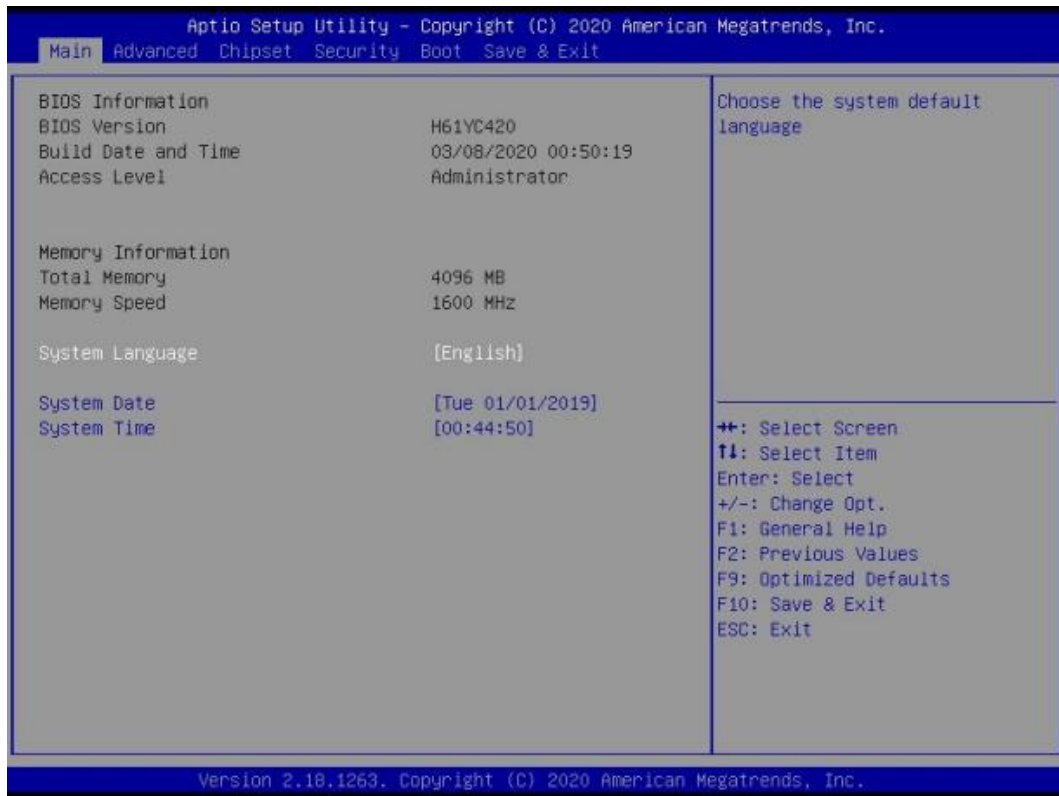 Aptio Setup Utility – Copyright (C) 2020 American Megatrends, Inc.
Main Advanced Chipset Security Boot Save & Exit
BIOS Information
BIOS Version H61YC420
Build Date and Time 03/08/2020 00:50:19
Access Level Administrator
Memory Information
Total Memory 4096 MB
Memory Speed 1600 MHz
System Language [English]
System Date [Tue 01/01/2019]
System Time [00:44:50]
Choose the system default
language
→←: Select Screen
↑↓: Select Item
Enter: Select
+/-: Change Opt.
F1: General Help
F2: Previous Values
F9: Optimized Defaults
F10: Save & Exit
ESC: Exit
Version 2.18.1263. Copyright (C) 2020 American Megatrends, Inc.